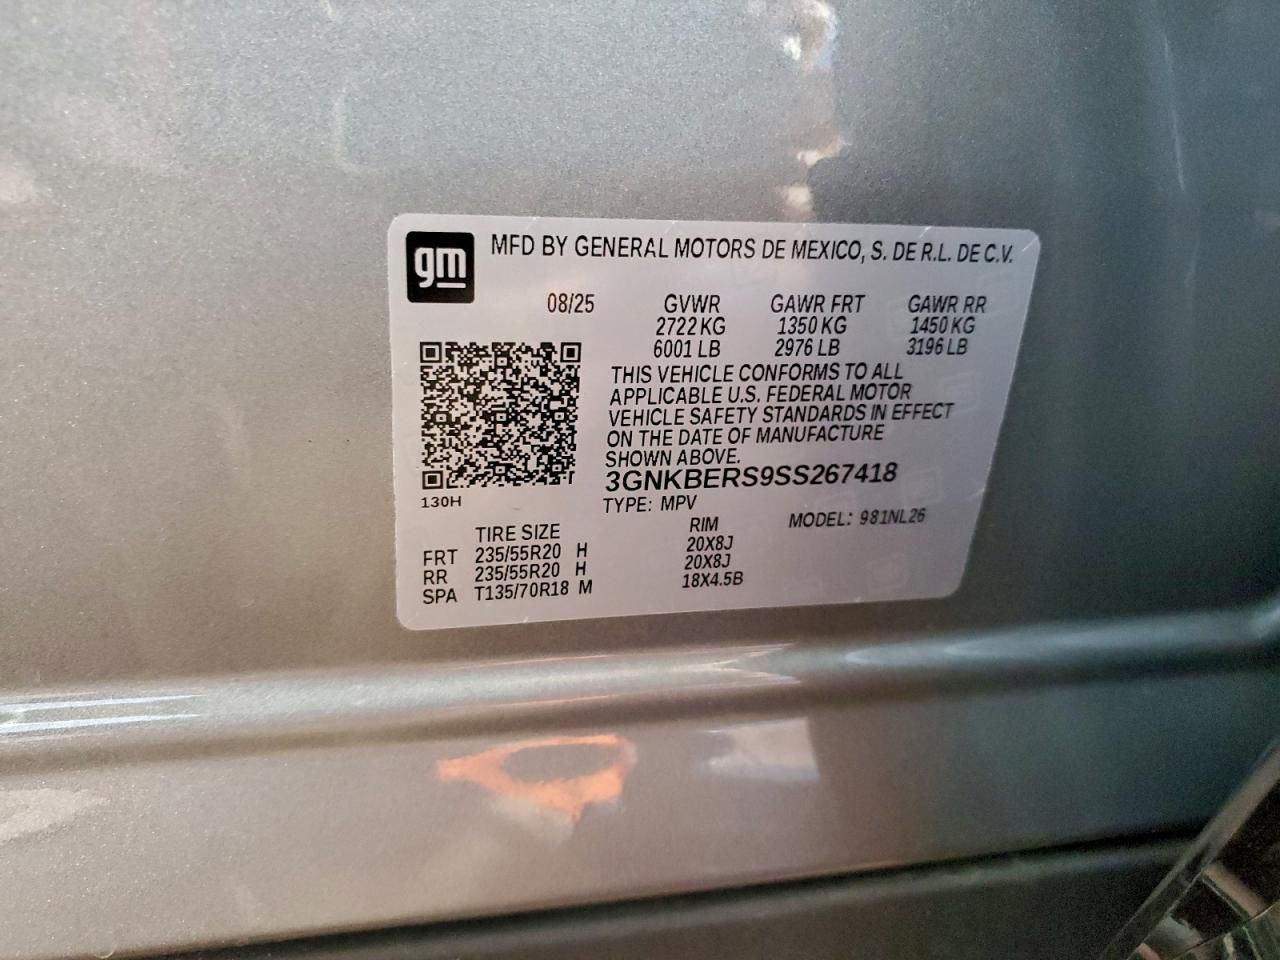 gm MFD BY GENERAL MOTORS DE MEXICO, S. DE R.L. DE C.V.
08/25 GVWR GAWR FRT GAWR RR
2722 KG 1350 KG 1450 KG
6001 LB 2976 LB 3196 LB
THIS VEHICLE CONFORMS TO ALL
APPLICABLE U.S. FEDERAL MOTOR
VEHICLE SAFETY STANDARDS IN EFFECT
ON THE DATE OF MANUFACTURE
SHOWN ABOVE.
3GNKBERS9SS267418
130H
TYPE: MPV MODEL: 981NL26
TIRE SIZE RIM
FRT 235/55R20 H 20X8J
RR 235/55R20 H 20X8J
SPA T135/70R18 M 18X4.5B